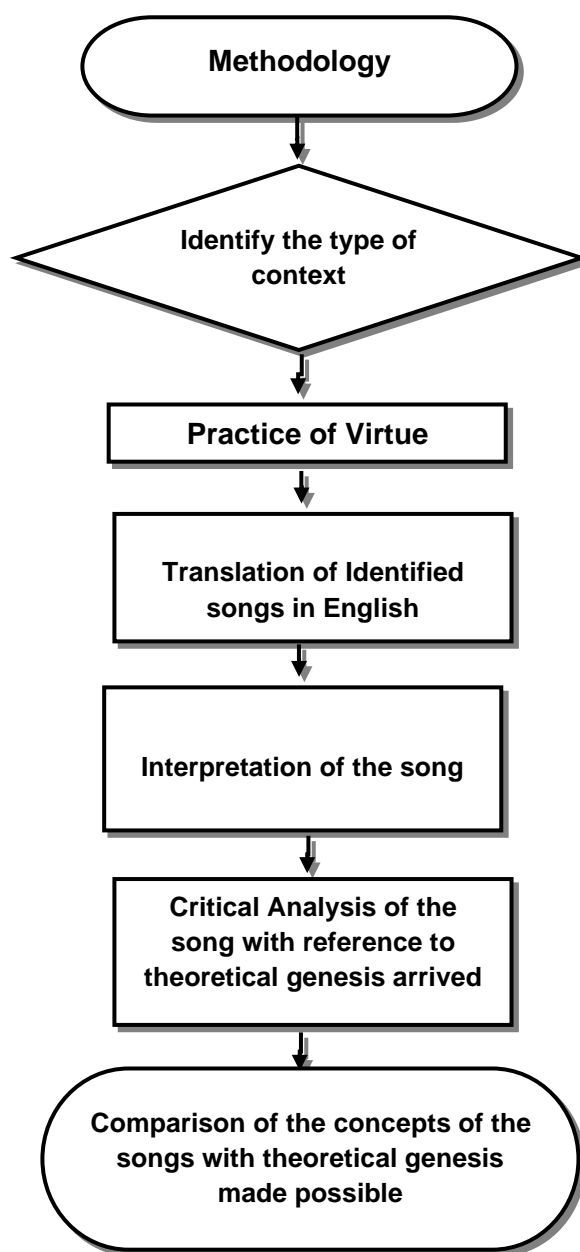 Methodology
Identify the type of
context
Practice of Virtue
Translation of Identified
songs in English
Interpretation of the song
Critical Analysis of the
song with reference to
theoretical genesis arrived
Comparison of the concepts of the
songs with theoretical genesis
made possible